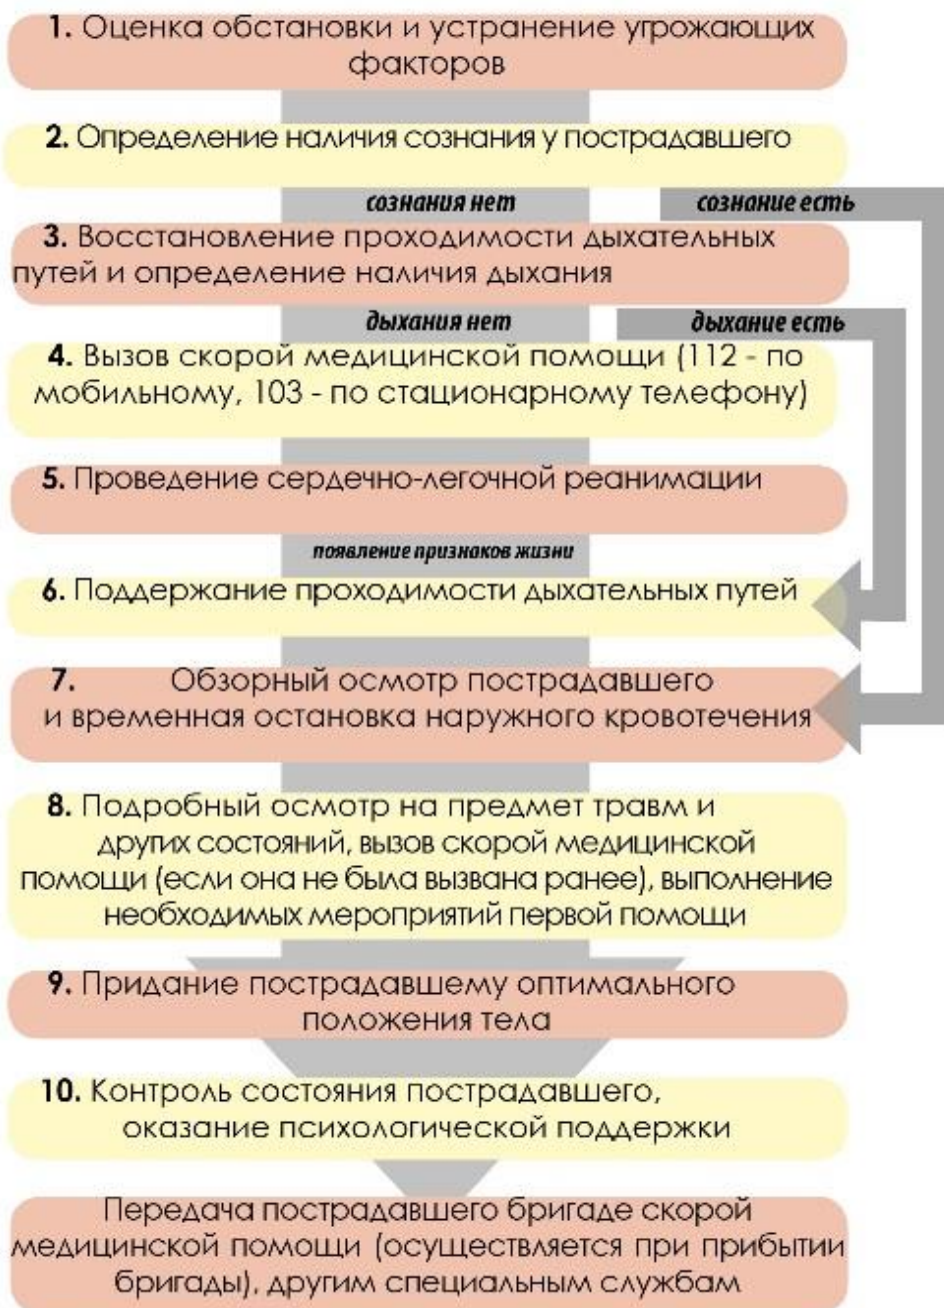 1. Оценка обстановки и устранение угрожающих
факторов
2. Определение наличия сознания у пострадавшего
сознания нет
сознание есть
3. Восстановление проходимости дыхательных
путей и определение наличия дыхания
дыхания нет
дыхание есть
4. Вызов скорой медицинской помощи (112 - по
мобильному, 103 - по стационарному телефону)
5. Проведение сердечно-легочной реанимации
появление признаков жизни
6. Поддержание проходимости дыхательных путей
7. Обзорный осмотр пострадавшего
и временная остановка наружного кровотечения
8. Подробный осмотр на предмет травм и
других состояний, вызов скорой медицинской
помощи (если она не была вызвана ранее), выполнение
необходимых мероприятий первой помощи
9. Придание пострадавшему оптимального
положения тела
10. Контроль состояния пострадавшего,
оказание психологической поддержки
Передача пострадавшего бригаде скорой
медицинской помощи (осуществляется при прибытии
бригады), другим специальным службам